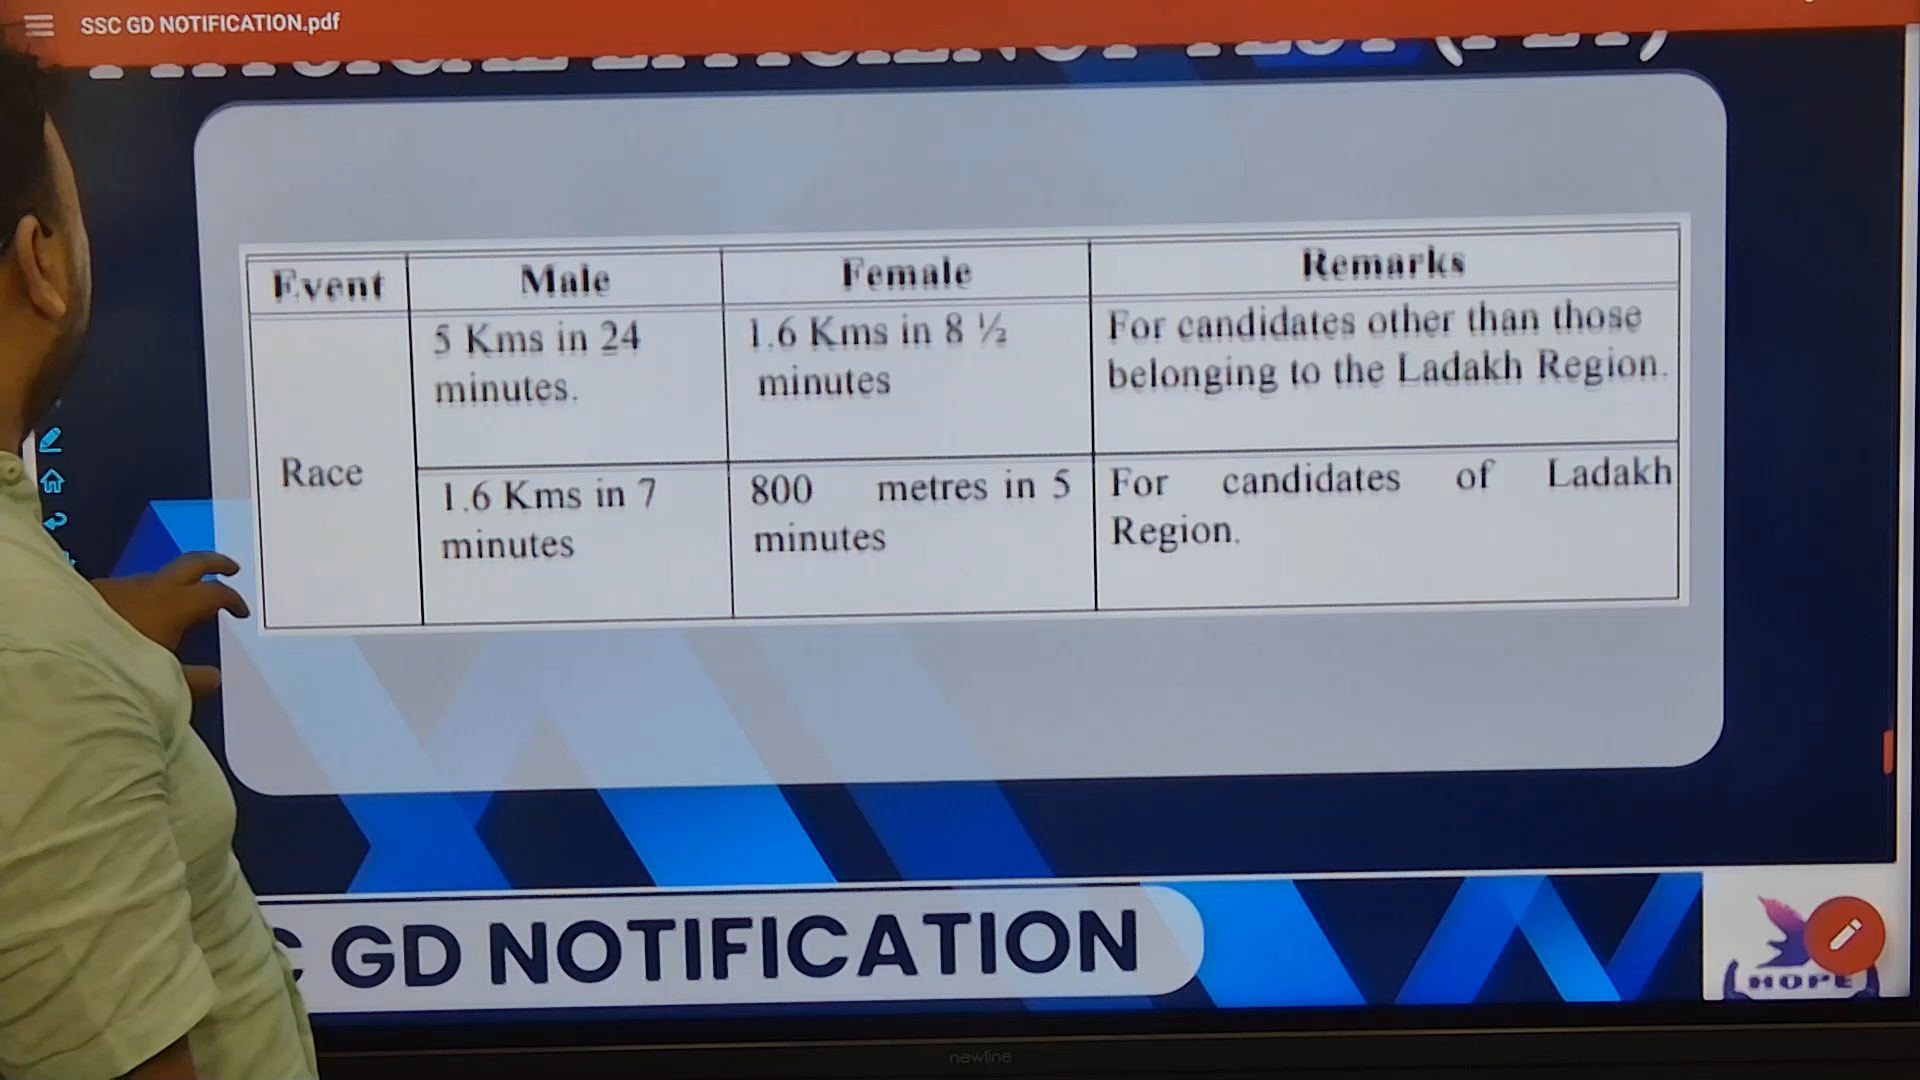 SSC GD NOTIFICATION.pdf
Event Male Female Remarks
Race
5 Kms in 24
minutes.
1.6 Kms in 8 ½
minutes
For candidates other than those
belonging to the Ladakh Region.
1.6 Kms in 7
minutes
800 metres in 5
minutes
For candidates of Ladakh
Region.
GD NOTIFICATION
HOPE
newline